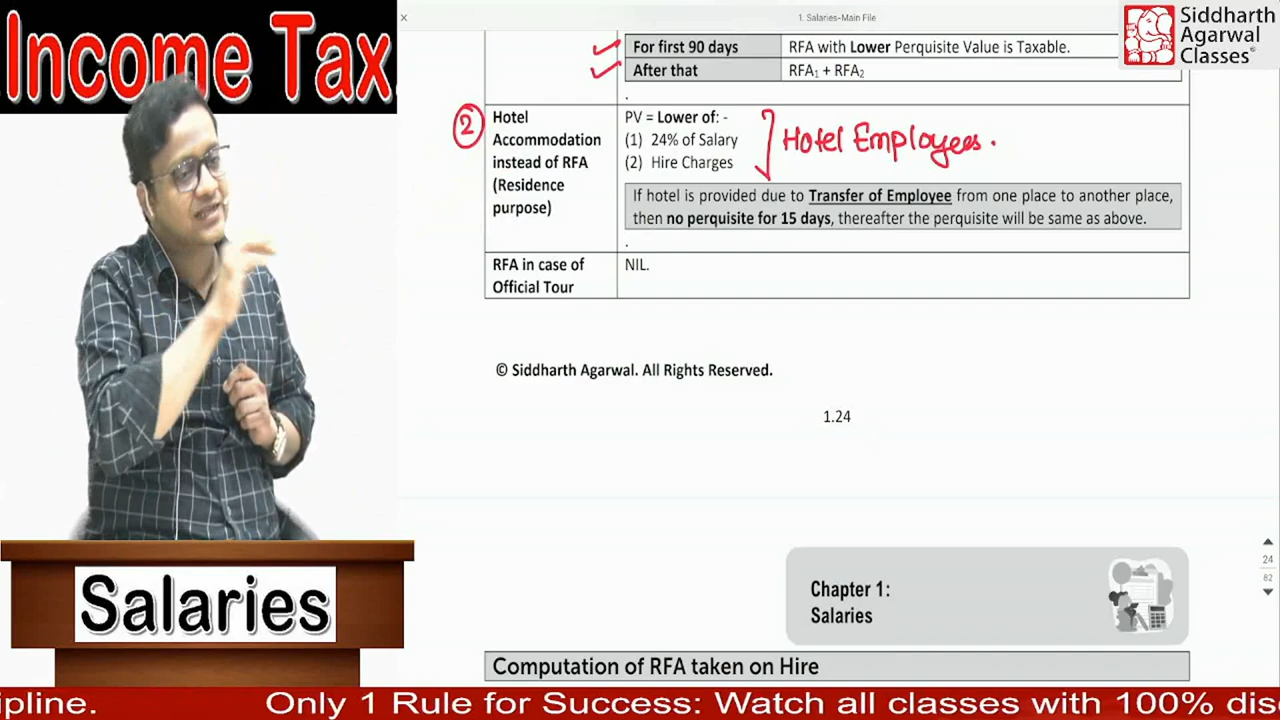 Income Tax
1. Salaries-Main File
Siddharth
Agarwal
Classes®
For first 90 days RFA with Lower Perquisite Value is Taxable.
After that RFA₁ + RFA₂
.
2 Hotel
Accommodation
instead of RFA
(Residence
purpose)
PV = Lower of: -
(1) 24% of Salary
(2) Hire Charges
Hotel Employees.
If hotel is provided due to Transfer of Employee from one place to another place,
then no perquisite for 15 days, thereafter the perquisite will be same as above.
.
RFA in case of
Official Tour
NIL.
© Siddharth Agarwal. All Rights Reserved.
1.24
24
82
Chapter 1:
Salaries
Computation of RFA taken on Hire
Salaries
ipline. Only 1 Rule for Success: Watch all classes with 100% disc